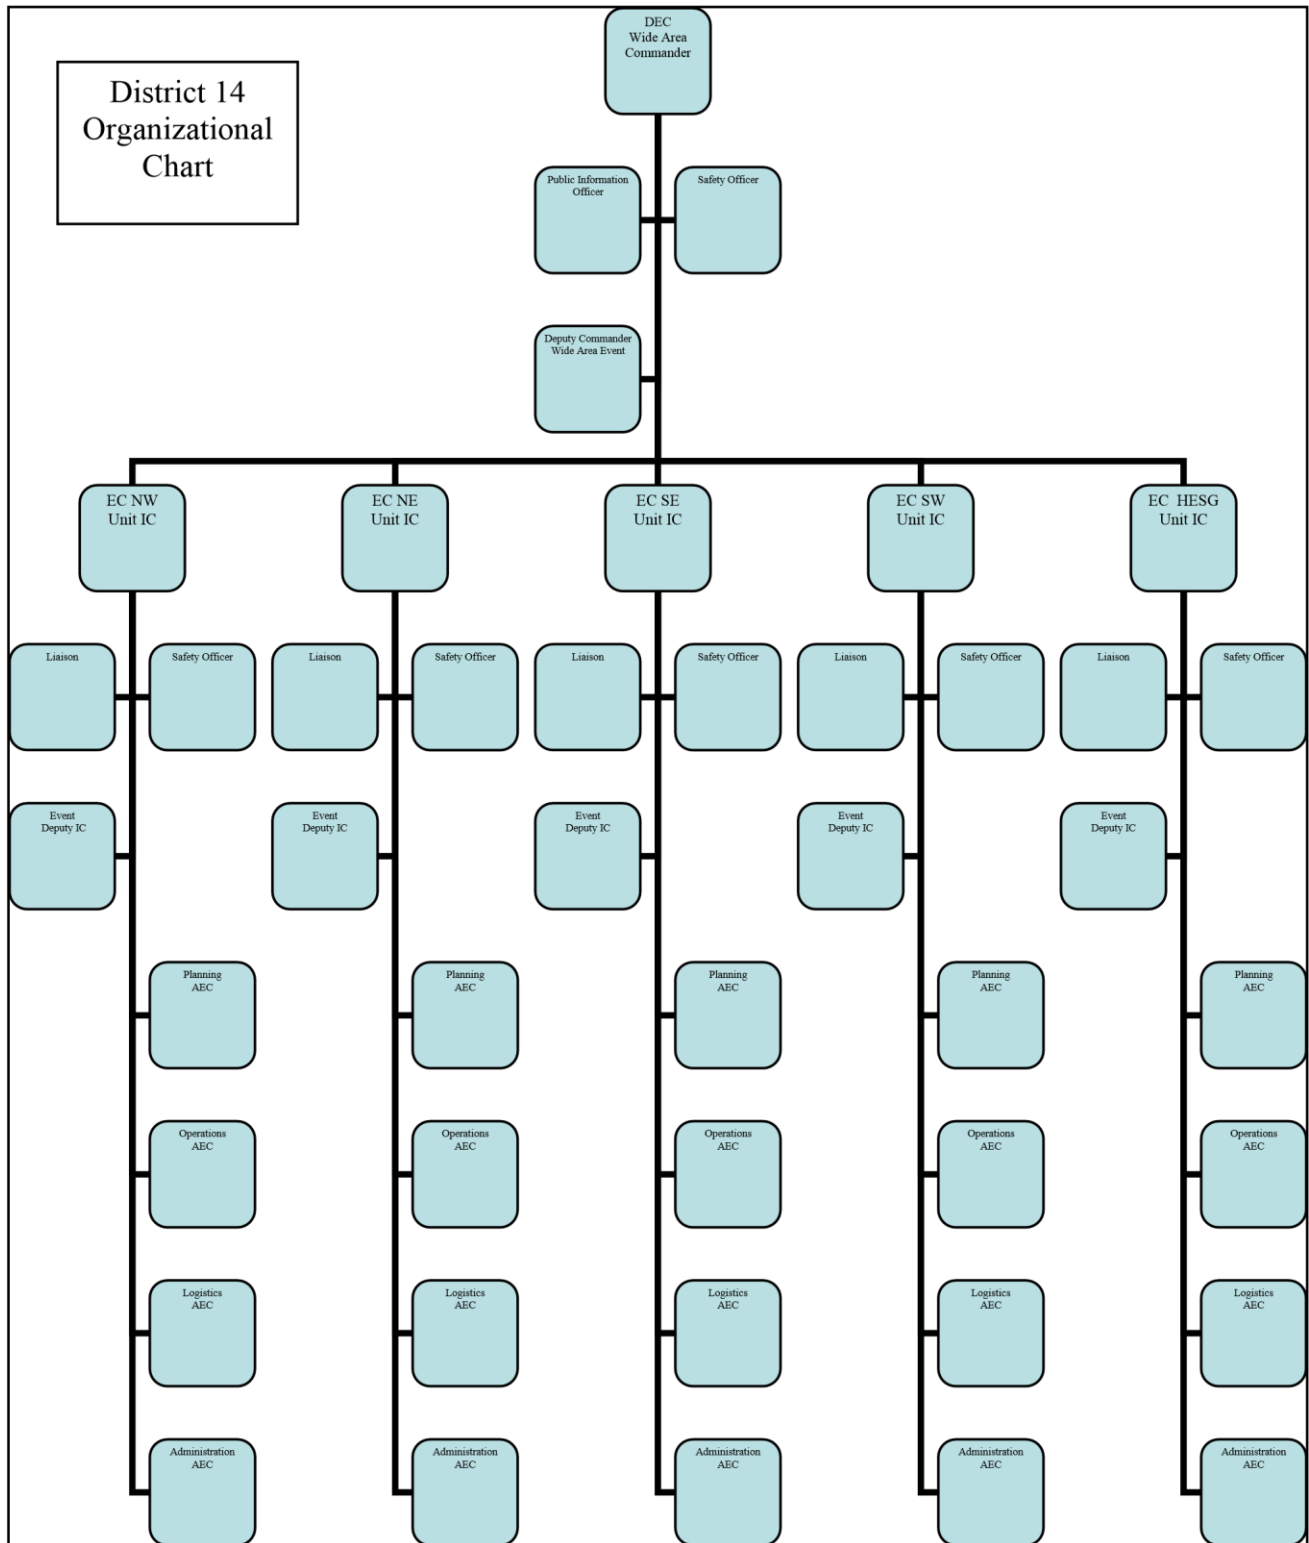 DEC
Wide Area
Commander
District 14
Organizational
Chart
Public Information
Officer
Safety Officer
Deputy Commander
Wide Area Event
EC NW
Unit IC
EC NE
Unit IC
EC SE
Unit IC
EC SW
Unit IC
EC HESG
Unit IC
Liaison
Safety Officer
Liaison
Safety Officer
Liaison
Safety Officer
Liaison
Safety Officer
Liaison
Safety Officer
Event
Deputy IC
Event
Deputy IC
Event
Deputy IC
Event
Deputy IC
Event
Deputy IC
Planning
AEC
Planning
AEC
Planning
AEC
Planning
AEC
Planning
AEC
Operations
AEC
Operations
AEC
Operations
AEC
Operations
AEC
Operations
AEC
Logistics
AEC
Logistics
AEC
Logistics
AEC
Logistics
AEC
Logistics
AEC
Administration
AEC
Administration
AEC
Administration
AEC
Administration
AEC
Administration
AEC